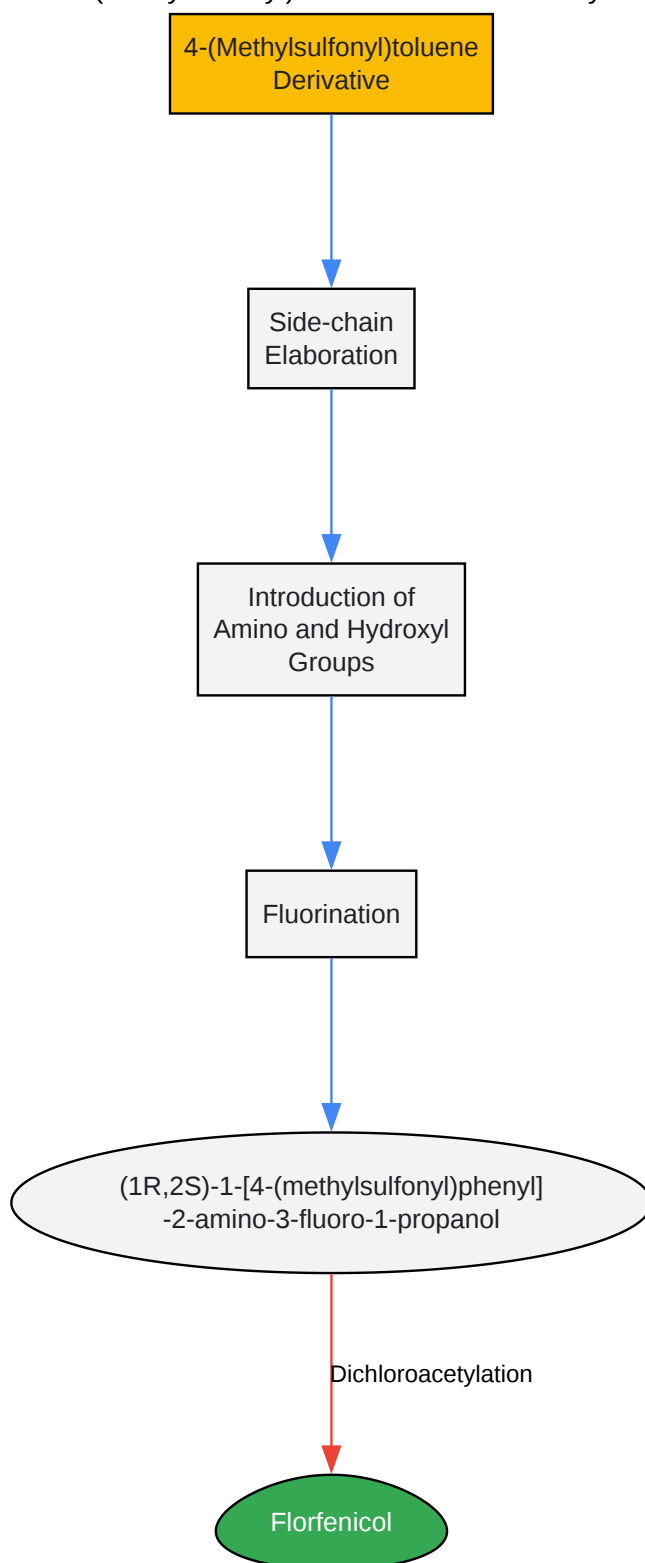 4-(Methylsulfonyl)toluene
Derivative
Side-chain
Elaboration
Introduction of
Amino and Hydroxyl
Groups
Fluorination
(1R,2S)-1-[4-(methylsulfonyl)phenyl]
-2-amino-3-fluoro-1-propanol
Dichloroacetylation
Florfenicol